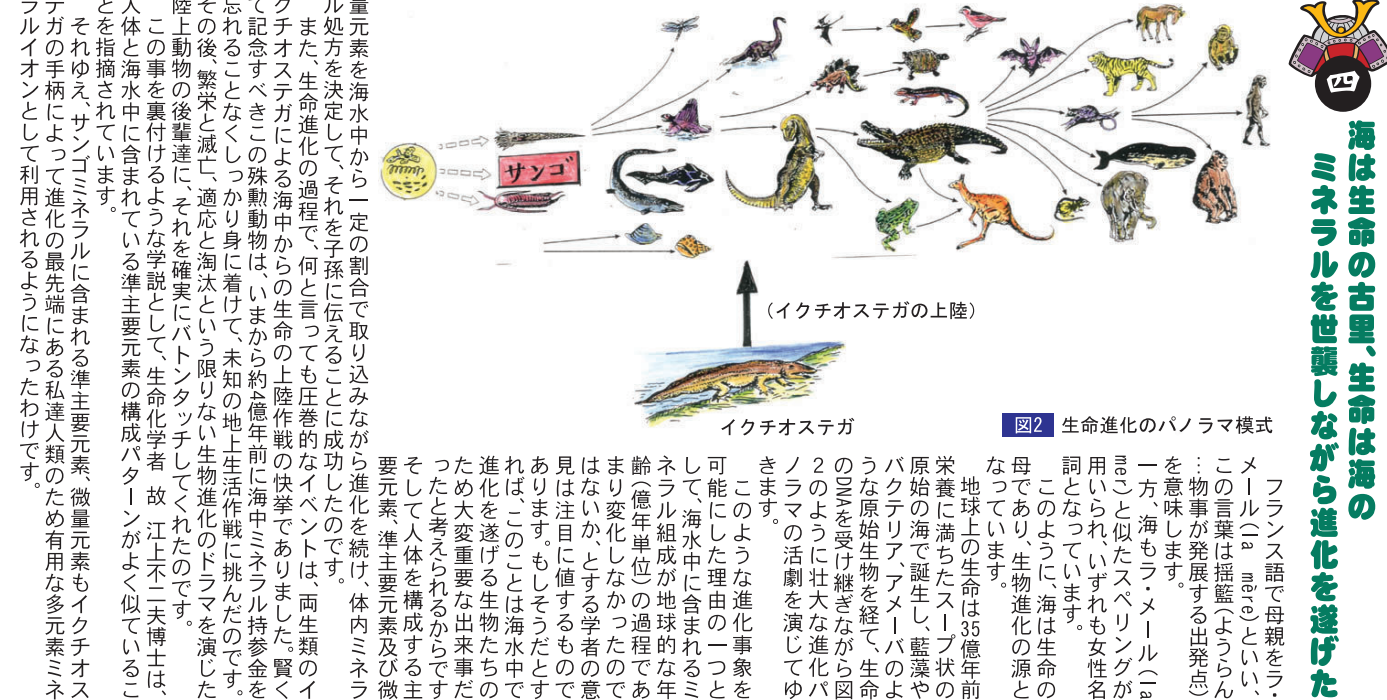 四
海は生命の古里、生命は海の
ミネラルを世襲しながら進化を遂げた
サンゴ
(イクチオステガの上陸)
イクチオステガ
図2 生命進化のパノラマ模式
フランス語で母親をラ・
メール(la mère)といい、
この言葉は揺籃(ようらん
…物事が発展する出発点)
を意味します。
一方、海もラ・メール(la
mer)と似たスペリングが
用いられ、いずれも女性名
詞となっています。
このように、海は生命の
母であり、生物進化の源と
なっています。
地球上の生命は35億年前
栄養に満ちたスープ状の
原始の海で誕生し、藍藻や
バクテリア、アメーバのよ
うな原始生物を経て、生命
のDNAを受け継ぎながら図
2のように壮大な進化パ
ノラマの活劇を演じてゆ
きます。
このような進化事象を
可能にした理由の一つと
して、海水中に含まれるミ
ネラル組成が地球的な年
齢(億年単位)の過程であ
まり変化しなかったので
はないか、とする学者の意
見は注目に値するもので
あります。もしそうだとす
れば、このことは海水中で
進化を遂げる生物たちの
ため大変重要な出来事だ
ったと考えられるからです
そして人体を構成する主
要元素、準主要元素及び微
量元素を海水中から一定の割合で取り込みながら進化を続け、体内ミネラ
ル処方を決定して、それを子孫に伝えることに成功したのです。
また、生命進化の過程で、何と言っても圧巻的なイベントは、両生類のイ
クチオステガによる海中からの生命の上陸作戦の快挙でありました。賢く
て記念すべきこの殊勲動物は、いまから約4億年前に海中ミネラル持参金を
忘れることなくしっかり身に着けて、未知の地上生活作戦に挑んだのです。
その後、繁栄と滅亡、適応と淘汰という限りない生物進化のドラマを演じた
陸上動物の後輩達に、それを確実にバトンタッチしてくれたのです。
この事を裏付けるような学説として、生命化学者 故 江上不二夫博士は、
人体と海水中に含まれている準主要元素の構成パターンがよく似ているこ
とを指摘されています。
それゆえ、サンゴミネラルに含まれる準主要元素、微量元素もイクチオス
テガの手柄によって進化の最先端にある私達人類のため有用な多元素ミネ
ラルイオンとして利用されるようになったわけです。